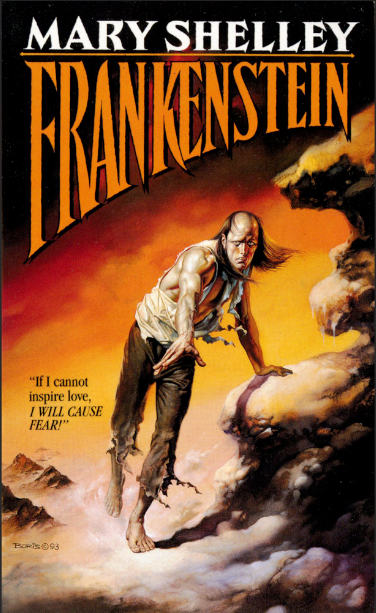 MARY SHELLEY
FRANKENSTEIN
"If I cannot
inspire love,
I WILL CAUSE
FEAR!"
BORIS © 93